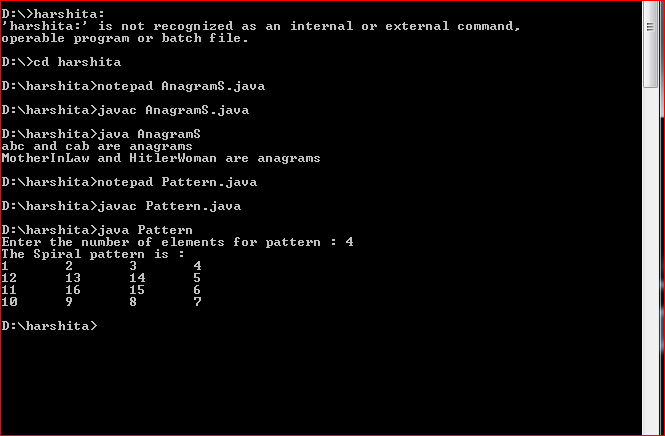 D:\>harshita:
'harshita:' is not recognized as an internal or external command,
operable program or batch file.
D:\>cd harshita
D:\harshita>notepad AnagramS.java
D:\harshita>javac AnagramS.java
D:\harshita>java AnagramS
abc and cab are anagrams
MotherInLaw and HitlerWoman are anagrams
D:\harshita>notepad Pattern.java
D:\harshita>javac Pattern.java
D:\harshita>java Pattern
Enter the number of elements for pattern : 4
The Spiral pattern is :
1 2 3 4
12 13 14 5
11 16 15 6
10 9 8 7
D:\harshita>